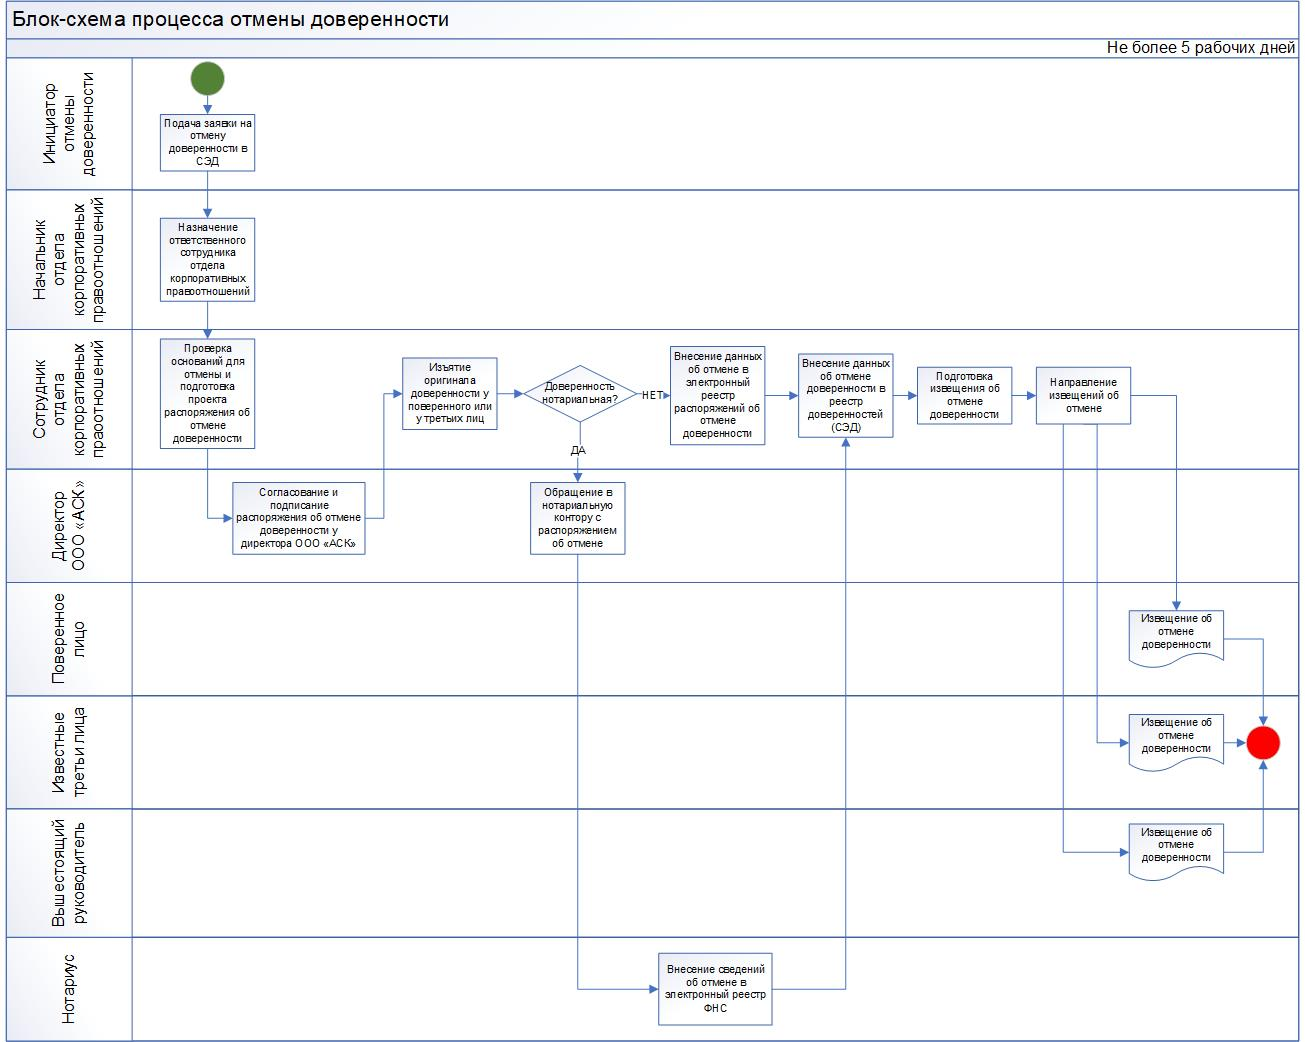 Блок-схема процесса отмены доверенности
Не более 5 рабочих дней
Инициатор
отмены
доверенности
Подача заявки на
отмену
доверенности в
СЭД
Начальник
отдела
корпоративных
правоотношений
Назначение
ответственного
сотрудника
отдела
корпоративных
правоотношений
Сотрудник
отдела
корпоративных
праоотношений
Проверка
оснований для
отмены и
подготовка
проекта
распоряжения об
отмене
доверенности
Изъятие
оригинала
доверенности у
поверенного или
у третьих лиц
Доверенность
нотариальная?
НЕТ
ДА
Внесение данных
об отмене в
электронный
реестр
распоряжений об
отмене
доверенности
Внесение данных
об отмене
доверенности в
реестр
доверенностей
(СЭД)
Подготовка
извещения об
отмене
доверенности
Направление
извещений об
отмене
Директор
ООО «АСК»
Согласование и
подписание
распоряжения об отмене
доверенности у
директора ООО «АСК»
Обращение в
нотариальную
контору с
распоряжением
об отмене
Поверенное
лицо
Извещение об
отмене
доверенности
Известные
третьи лица
Извещение об
отмене
доверенности
Вышестоящий
руководитель
Извещение об
отмене
доверенности
Нотариус
Внесение сведений
об отмене в
электронный реестр
ФНС